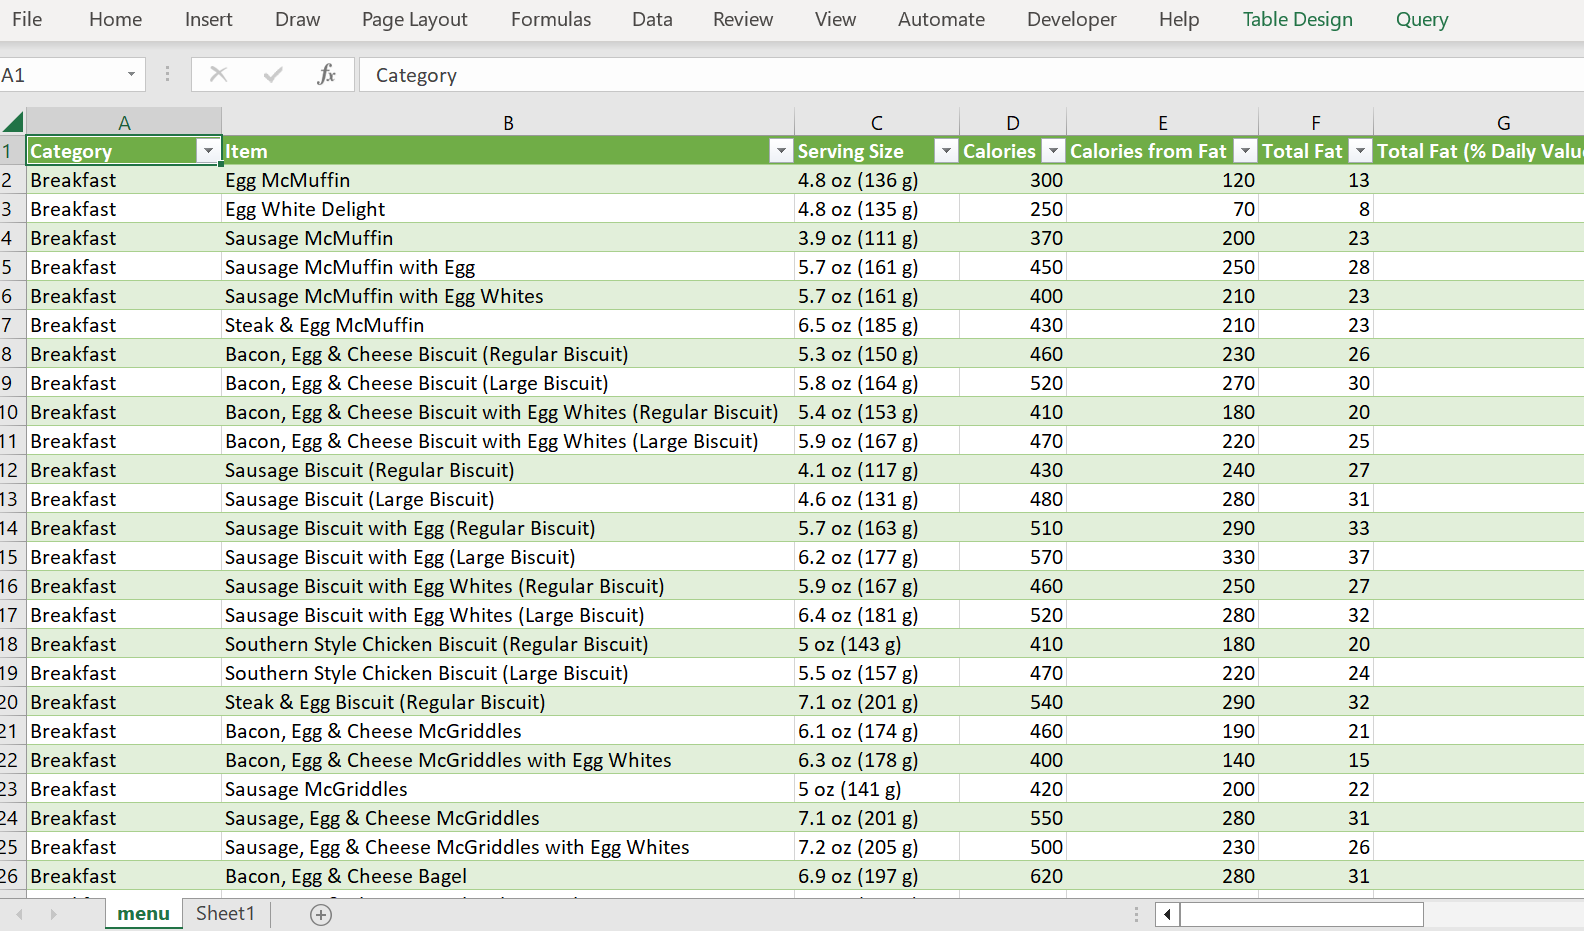 File Home Insert Draw Page Layout Formulas Data Review View Automate Developer Help Table Design Query
A1 fx Category
A B C D E F G
1 Category Item Serving Size Calories Calories from Fat Total Fat Total Fat (% Daily
2 Breakfast Egg McMuffin 4.8 oz (136 g) 300 120 13
3 Breakfast Egg White Delight 4.8 oz (135 g) 250 70 8
4 Breakfast Sausage McMuffin 3.9 oz (111 g) 370 200 23
5 Breakfast Sausage McMuffin with Egg 5.7 oz (161 g) 450 250 28
6 Breakfast Sausage McMuffin with Egg Whites 5.7 oz (161 g) 400 210 23
7 Breakfast Steak & Egg McMuffin 6.5 oz (185 g) 430 210 23
8 Breakfast Bacon, Egg & Cheese Biscuit (Regular Biscuit) 5.3 oz (150 g) 460 230 26
9 Breakfast Bacon, Egg & Cheese Biscuit (Large Biscuit) 5.8 oz (164 g) 520 270 30
10 Breakfast Bacon, Egg & Cheese Biscuit with Egg Whites (Regular Biscuit) 5.4 oz (153 g) 410 180 20
11 Breakfast Bacon, Egg & Cheese Biscuit with Egg Whites (Large Biscuit) 5.9 oz (167 g) 470 220 25
12 Breakfast Sausage Biscuit (Regular Biscuit) 4.1 oz (117 g) 430 240 27
13 Breakfast Sausage Biscuit (Large Biscuit) 4.6 oz (131 g) 480 280 31
14 Breakfast Sausage Biscuit with Egg (Regular Biscuit) 5.7 oz (163 g) 510 290 33
15 Breakfast Sausage Biscuit with Egg (Large Biscuit) 6.2 oz (177 g) 570 330 37
16 Breakfast Sausage Biscuit with Egg Whites (Regular Biscuit) 5.9 oz (167 g) 460 250 27
17 Breakfast Sausage Biscuit with Egg Whites (Large Biscuit) 6.4 oz (181 g) 520 280 32
18 Breakfast Southern Style Chicken Biscuit (Regular Biscuit) 5 oz (143 g) 410 180 20
19 Breakfast Southern Style Chicken Biscuit (Large Biscuit) 5.5 oz (157 g) 470 220 24
20 Breakfast Steak & Egg Biscuit (Regular Biscuit) 7.1 oz (201 g) 540 290 32
21 Breakfast Bacon, Egg & Cheese McGriddles 6.1 oz (174 g) 460 190 21
22 Breakfast Bacon, Egg & Cheese McGriddles with Egg Whites 6.3 oz (178 g) 400 140 15
23 Breakfast Sausage McGriddles 5 oz (141 g) 420 200 22
24 Breakfast Sausage, Egg & Cheese McGriddles 7.1 oz (201 g) 550 280 31
25 Breakfast Sausage, Egg & Cheese McGriddles with Egg Whites 7.2 oz (205 g) 500 230 26
26 Breakfast Bacon, Egg & Cheese Bagel 6.9 oz (197 g) 620 280 31
menu Sheet1